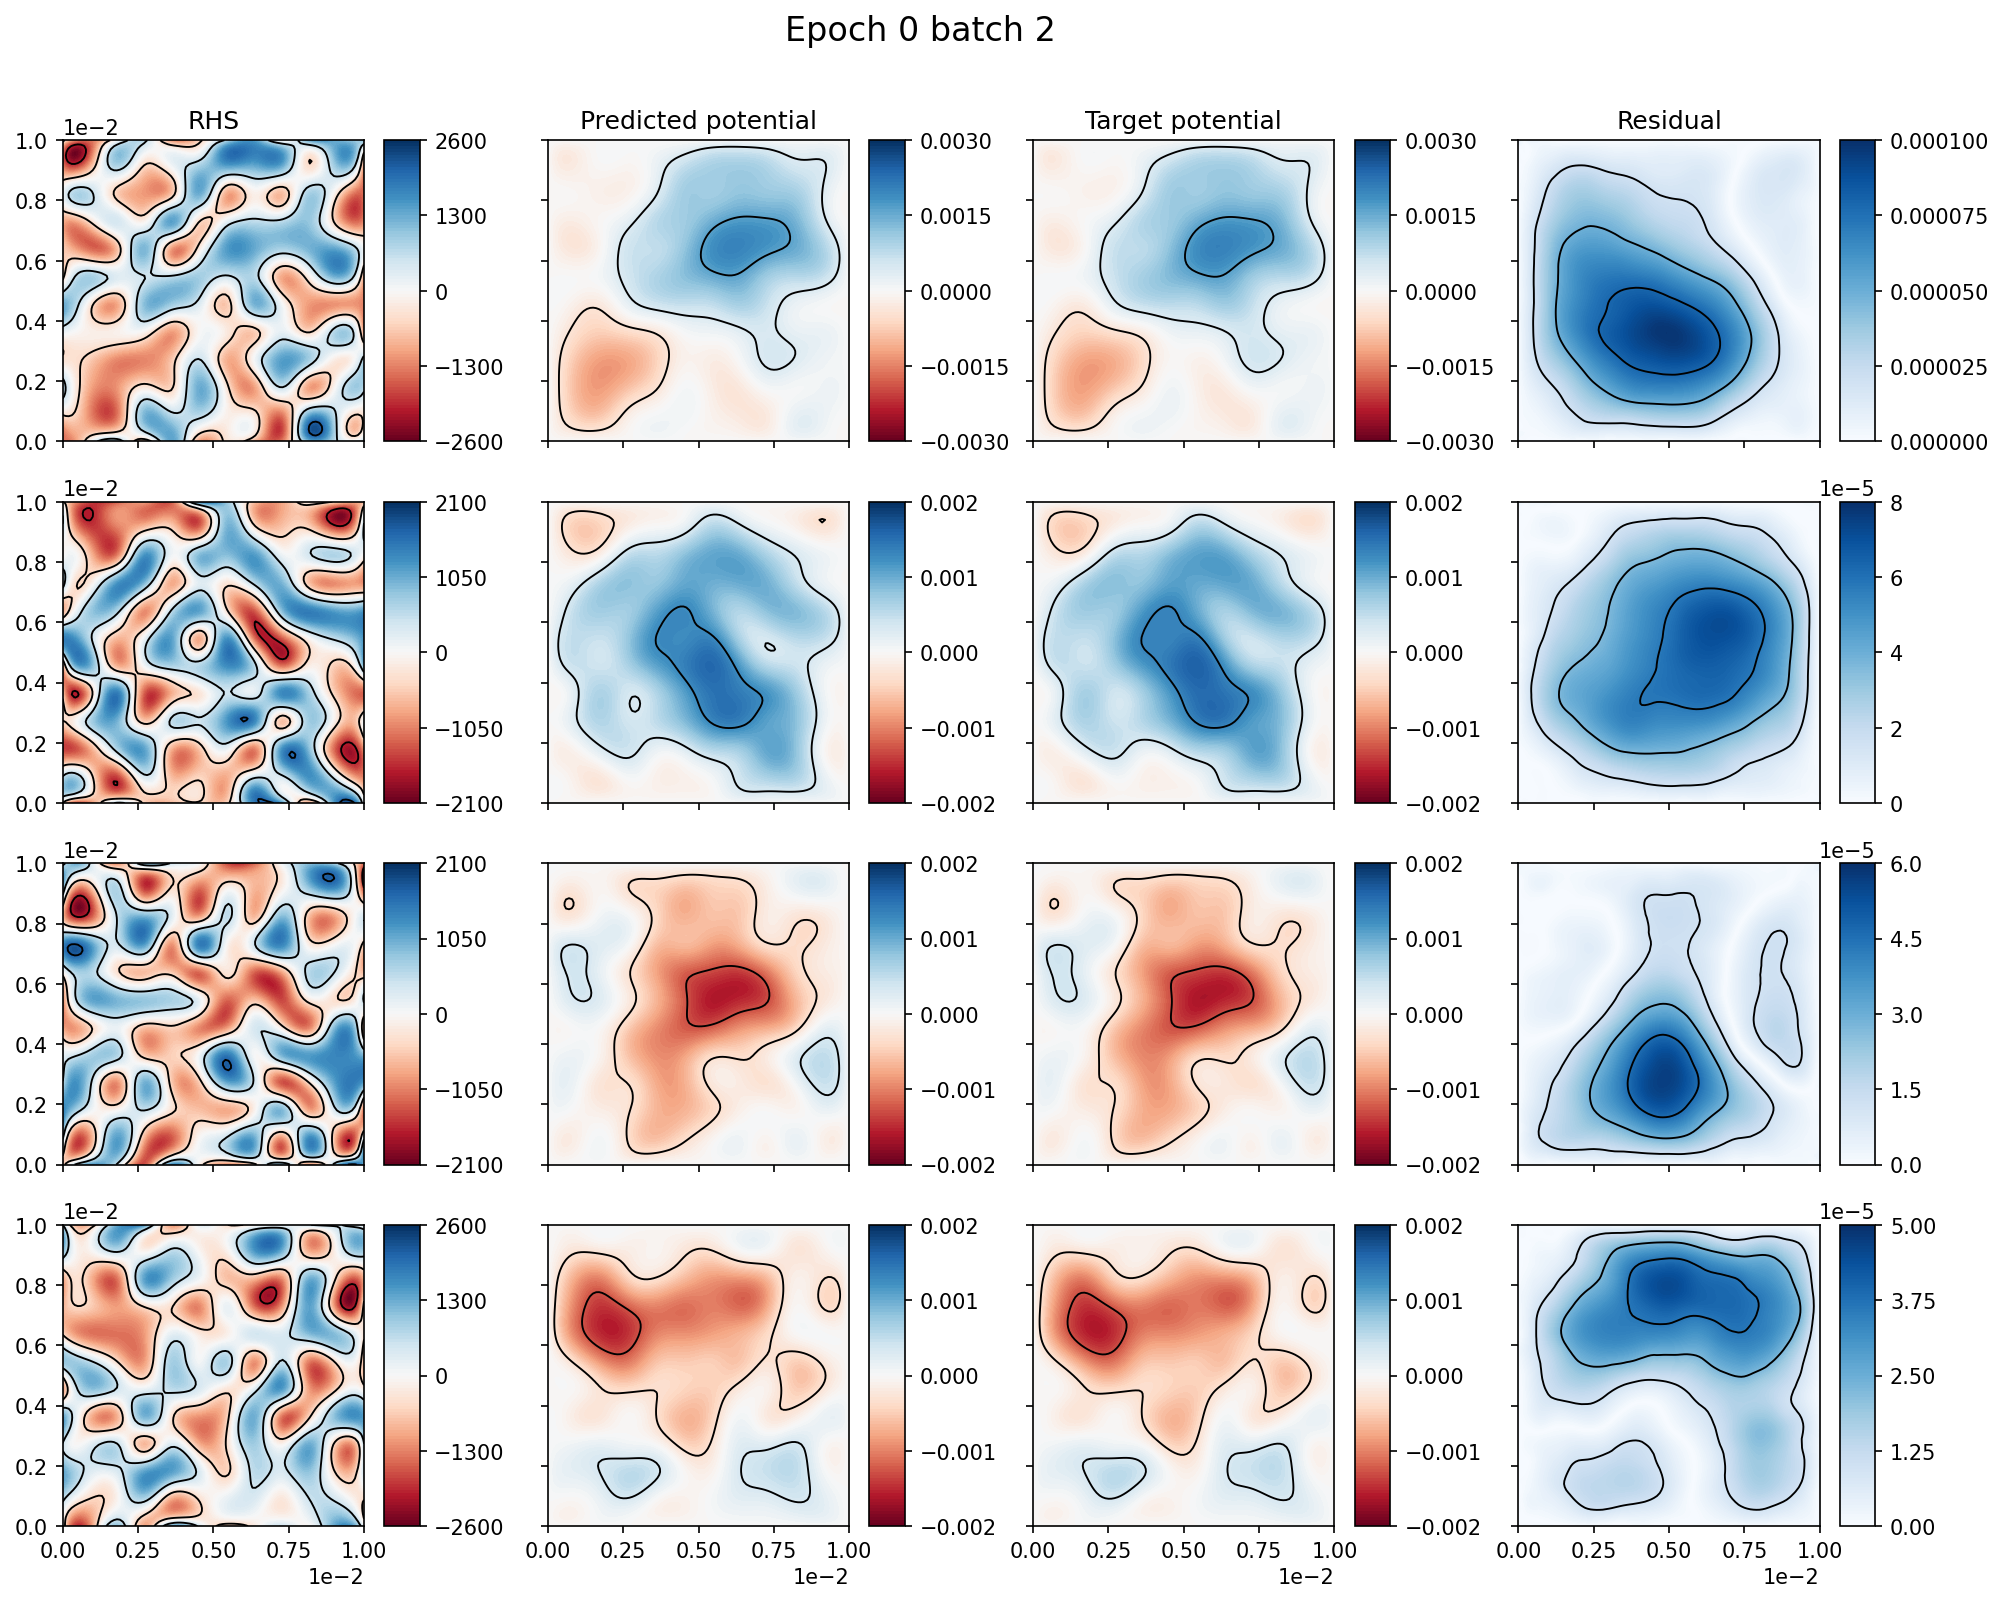 Epoch 0 batch 2
RHS Predicted potential Target potential Residual
1e−2
1.0 2600 0.0030 0.0030 0.000100
0.8 1300 0.0015 0.0015 0.000075
0.6 0 0.0000 0.0000 0.000050
0.4 −1300 −0.0015 −0.0015 0.000025
0.2
0.0 −2600 −0.0030 −0.0030 0.000000
1e−2 1e−5
1.0 2100 0.002 0.002 8
0.8 1050 0.001 0.001 6
0.6 0 0.000 0.000 4
0.4 −1050 −0.001 −0.001 2
0.2
0.0 −2100 −0.002 −0.002 0
1e−2 1e−5
1.0 2100 0.002 0.002 6.0
0.8 1050 0.001 0.001 4.5
0.6 0 0.000 0.000 3.0
0.4 −1050 −0.001 −0.001 1.5
0.2
0.0 −2100 −0.002 −0.002 0.0
1e−2 1e−5
1.0 2600 0.002 0.002 5.00
0.8 1300 0.001 0.001 3.75
0.6 0 0.000 0.000 2.50
0.4 −1300 −0.001 −0.001 1.25
0.2
0.0 −2600 −0.002 −0.002 0.00
0.00 0.25 0.50 0.75 1.00 0.00 0.25 0.50 0.75 1.00 0.00 0.25 0.50 0.75 1.00 0.00 0.25 0.50 0.75 1.00
1e−2 1e−2 1e−2 1e−2